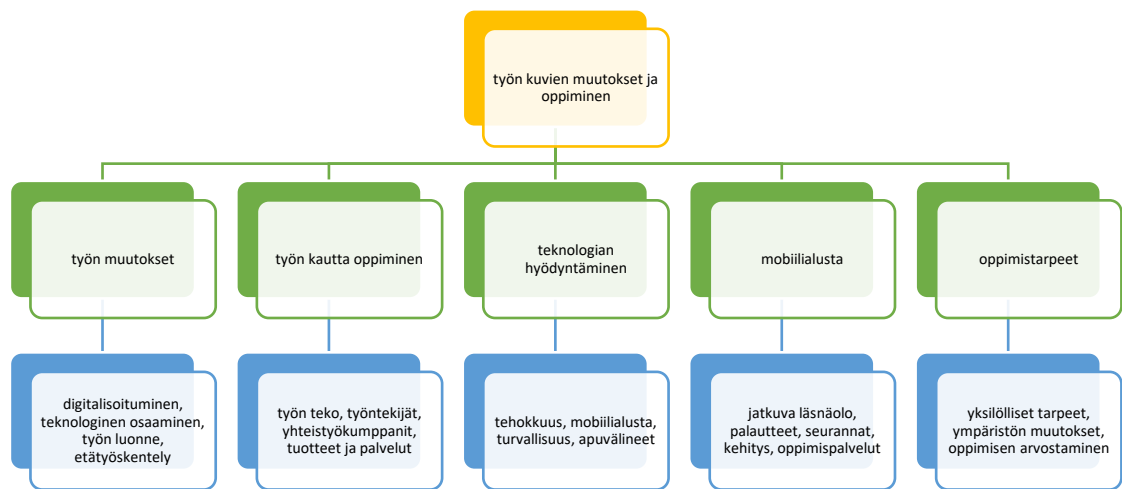 työn kuvien muutokset ja
oppiminen
työn muutokset
työn kautta oppiminen
teknologian
hyödyntäminen
mobiilialusta
oppimistarpeet
digitalisoituminen,
teknologinen osaaminen,
työn luonne,
etätyöskentely
työn teko, työntekijät,
yhteistyökumppanit,
tuotteet ja palvelut
tehokkuus, mobiilialusta,
turvallisuus, apuvälineet
jatkuva läsnäolo,
palautteet, seurannat,
kehitys, oppimispalvelut
yksilölliset tarpeet,
ympäristön muutokset,
oppimisen arvostaminen